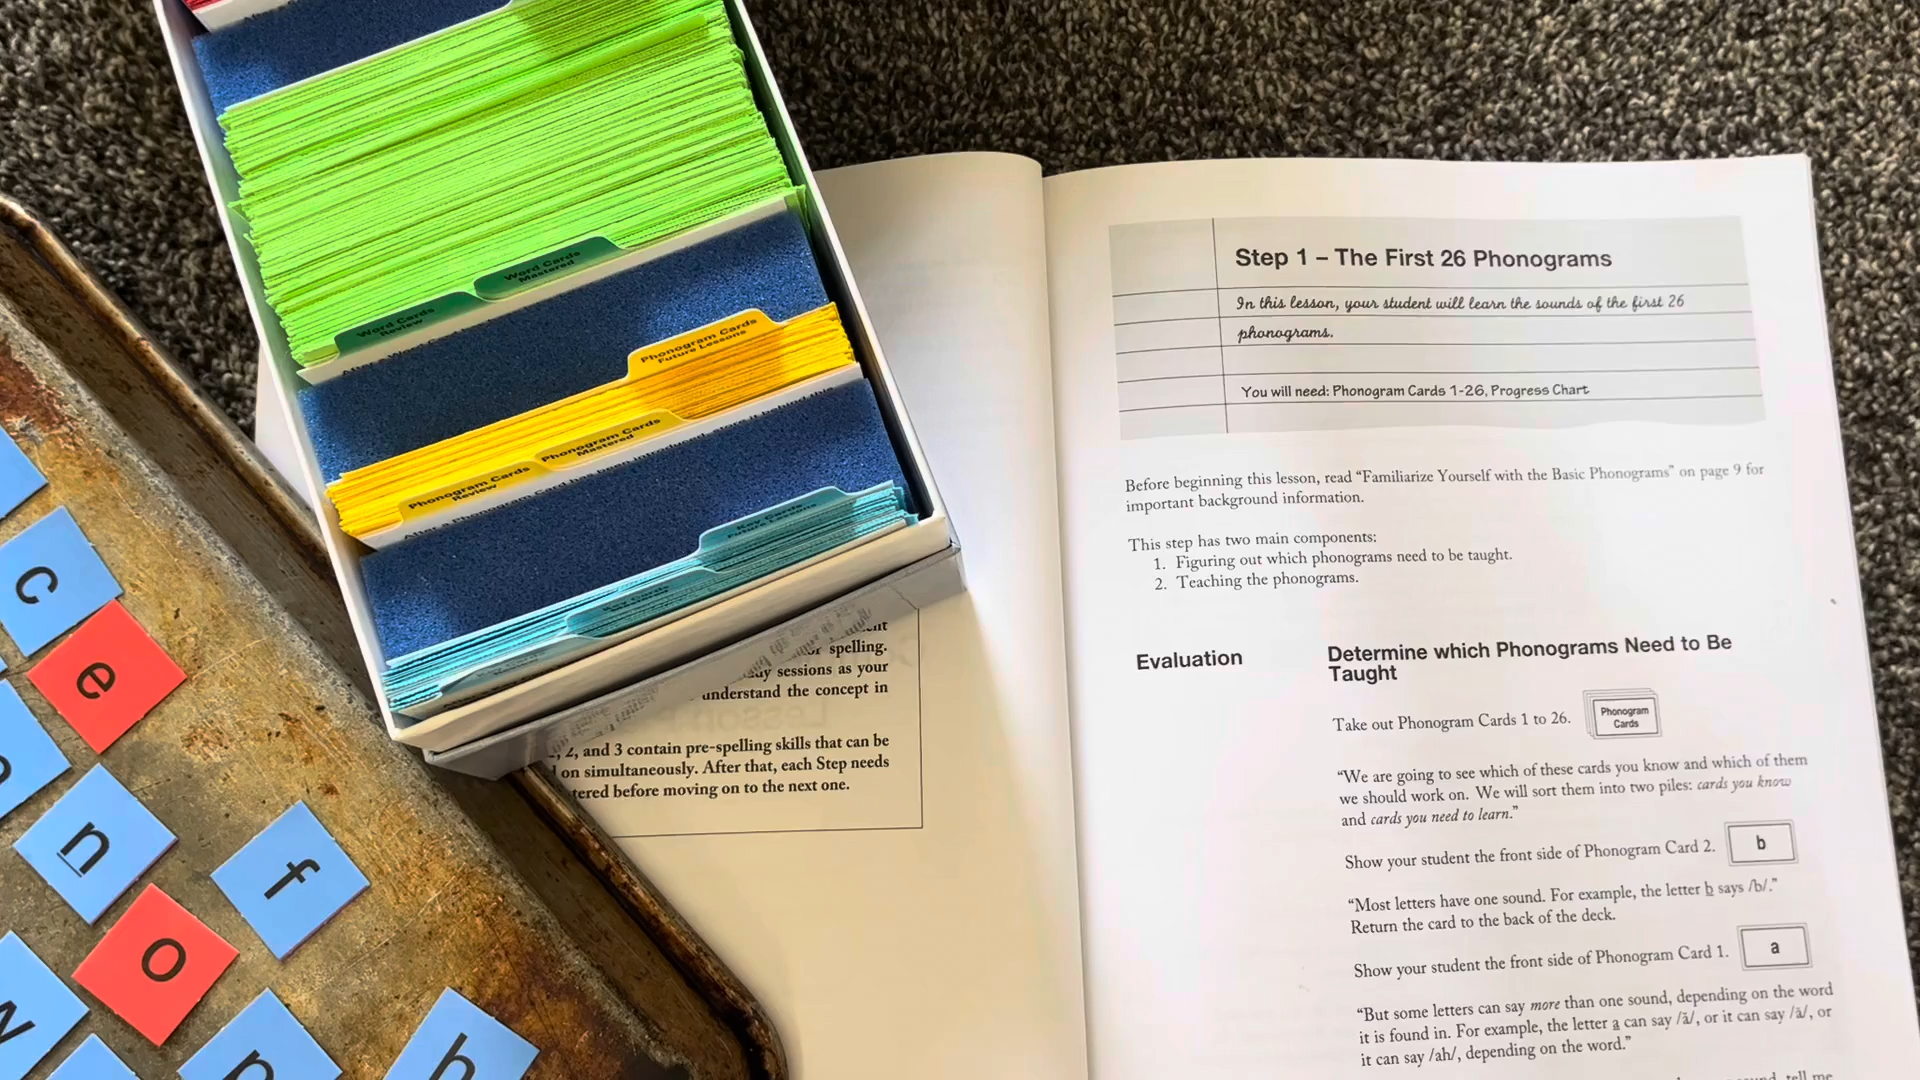 Word Cards
Mastered
Word Cards
Review
Phonogram Cards
Future Lessons
Phonogram Cards
Mastered
Phonogram Cards
Review
Key Cards
Future Lessons
c
e
n
f
o
w
p
h
spelling.
sessions as your
understand the concept in
2, and 3 contain pre-spelling skills that can be
on simultaneously. After that, each Step needs
before moving on to the next one.
Step 1 – The First 26 Phonograms
In this lesson, your student will learn the sounds of the first 26
phonograms.
You will need: Phonogram Cards 1-26, Progress Chart
Before beginning this lesson, read “Familiarize Yourself with the Basic Phonograms” on page 9 for
important background information.
This step has two main components:
1. Figuring out which phonograms need to be taught.
2. Teaching the phonograms.
Evaluation
Determine which Phonograms Need to Be
Taught
Take out Phonogram Cards 1 to 26.
Phonogram
Cards
“We are going to see which of these cards you know and which of them
we should work on. We will sort them into two piles: cards you know
and cards you need to learn.”
Show your student the front side of Phonogram Card 2.
b
“Most letters have one sound. For example, the letter b says /b/.”
Return the card to the back of the deck.
Show your student the front side of Phonogram Card 1.
a
“But some letters can say more than one sound, depending on the word
it is found in. For example, the letter a can say /ă/, or it can say /ā/, or
it can say /ah/, depending on the word.”
tell me